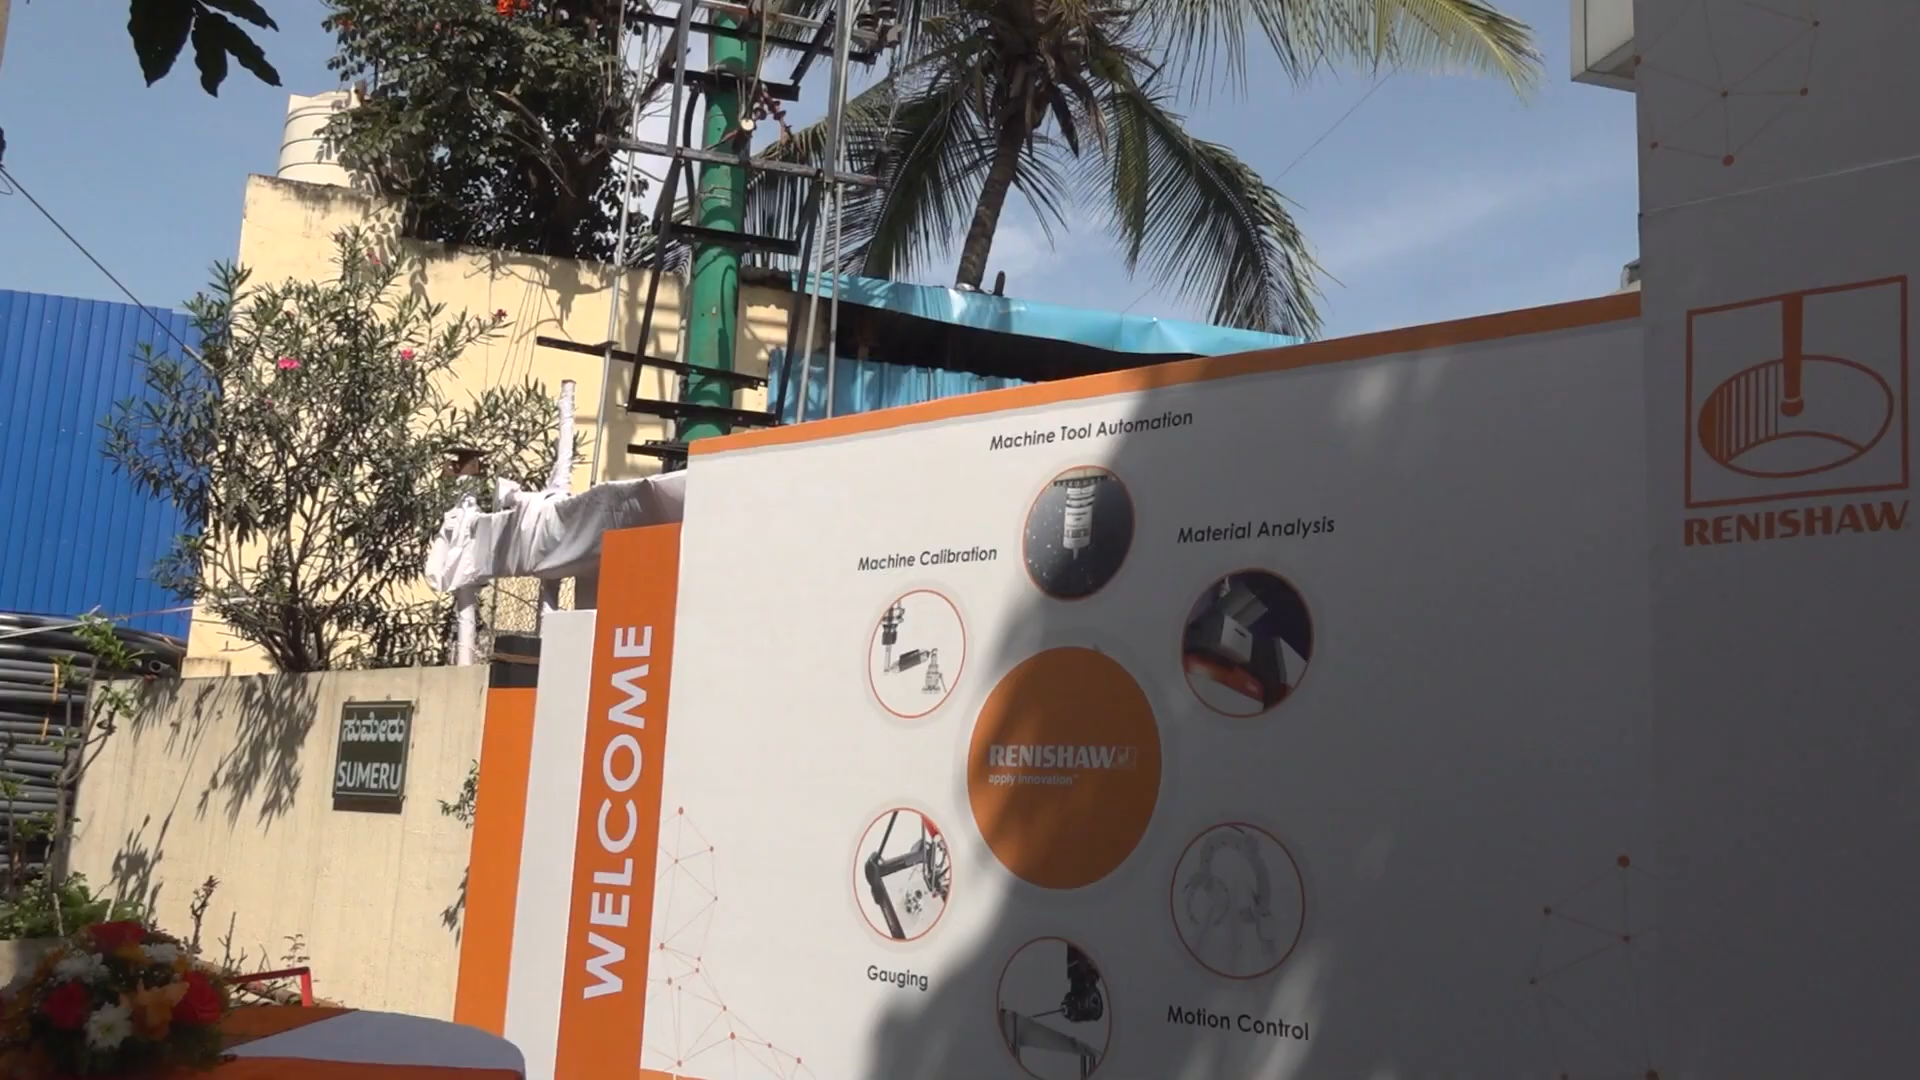 Machine Tool Automation
Material Analysis
Machine Calibration
RENISHAW
RENISHAW
apply innovation™
WELCOME
ಸುಮೇರು
SUMERU
Gauging
Motion Control